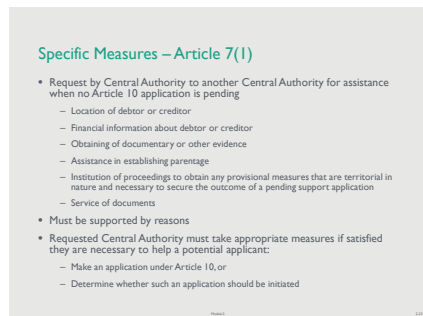 Specific Measures – Article 7(1)
• Request by Central Authority to another Central Authority for assistance
when no Article 10 application is pending
– Location of debtor or creditor
– Financial information about debtor or creditor
– Obtaining of documentary or other evidence
– Assistance in establishing parentage
– Institution of proceedings to obtain any provisional measures that are territorial in
nature and necessary to secure the outcome of a pending support application
– Service of documents
• Must be supported by reasons
• Requested Central Authority must take appropriate measures if satisfied
they are necessary to help a potential applicant:
– Make an application under Article 10, or
– Determine whether such an application should be initiated